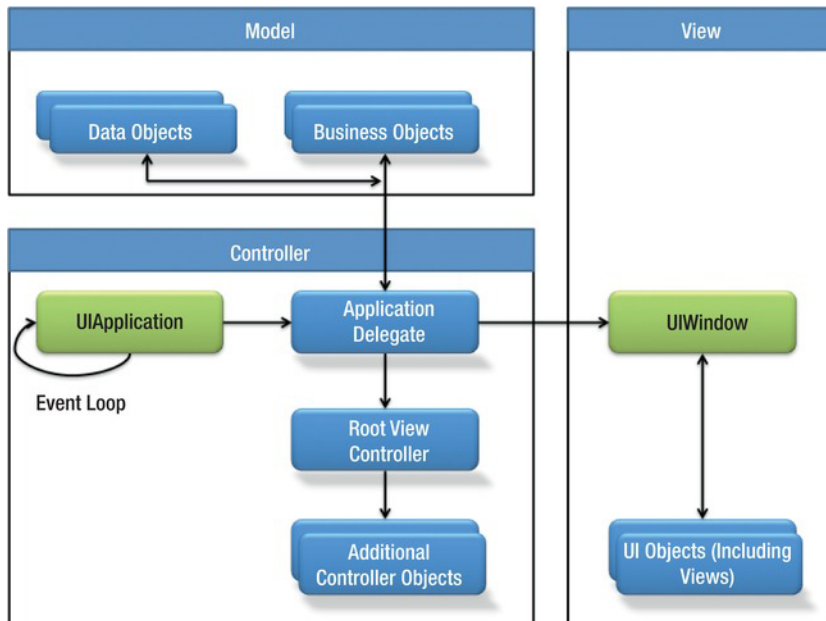 Model
View
Data Objects
Business Objects
Controller
UIApplication
Application
Delegate
UIWindow
Event Loop
Root View
Controller
Additional
Controller Objects
UI Objects (Including
Views)